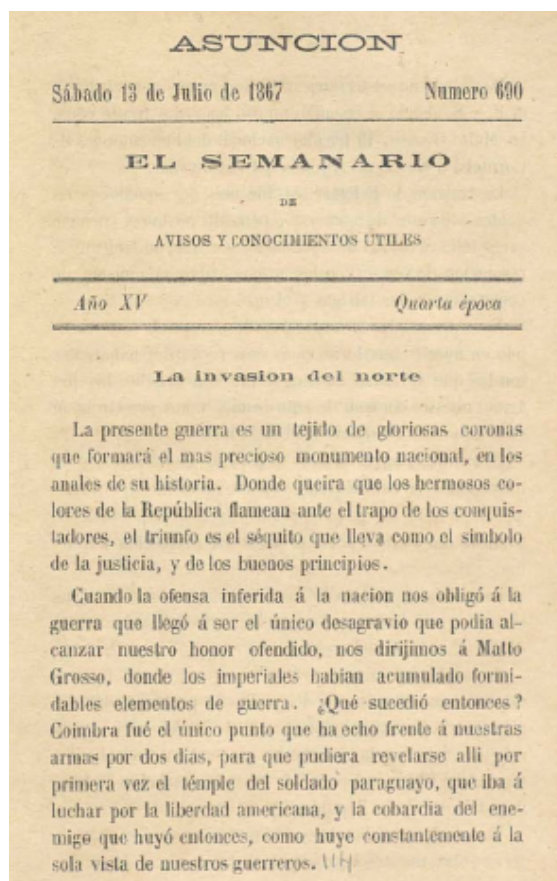 ASUNCION
Sábado 13 de Julio de 1867 Numero 690
EL SEMANARIO
DE
AVISOS Y CONOCIMIENTOS UTILES
Año XV Quarta época
La invasion del norte
La presente guerra es un tejido de gloriosas coronas
que formará el mas precioso monumento nacional, en los
anales de su historia. Donde queira que los hermosos co-
lores de la República flamean ante el trapo de los conquis-
tadores, el triunfo es el séquito que lleva como el simbolo
de la justicia, y de los buenos principios.
Cuando la ofensa inferida á la nacion nos obligó á la
guerra que llegó á ser el único desagravio que podia al-
canzar nuestro honor ofendido, nos dirijimos á Matto
Grosso, donde los imperiales habian acumulado formi-
dables elementos de guerra. ¿Qué sucedió entonces?
Coimbra fué el único punto que ha echo frente á nuestras
armas por dos dias, para que pudiera revelarse alli por
primera vez el témple del soldado paraguayo, que iba á
luchar por la liberdad americana, y la cobardia del ene-
migo que huyó entonces, como huye constantemente á la
sola vista de nuestros guerreros.